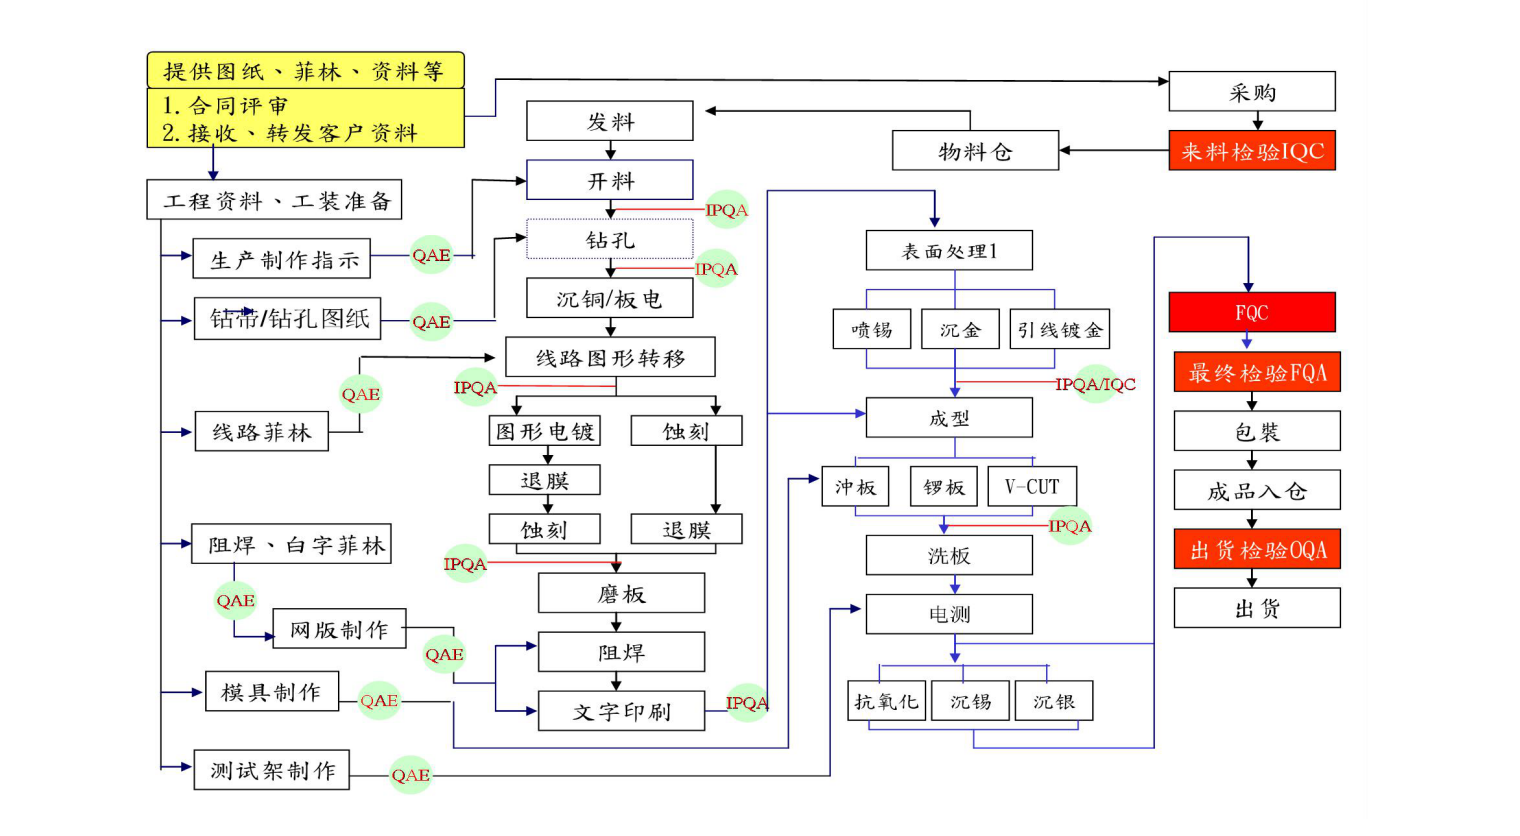 提供图纸、菲林、资料等
1. 合同评审
2. 接收、转发客户资料
工程资料、工装准备
生产制作指示
QAE
钻带/钻孔图纸
QAE
线路菲林
QAE
阻焊、白字菲林
QAE
网版制作
QAE
模具制作
QAE
测试架制作
QAE
发料
开料
IPQA
钻孔
IPQA
沉铜/板电
线路图形转移
IPQA
图形电镀
蚀刻
退膜
蚀刻
退膜
IPQA
磨板
阻焊
文字印刷
IPQA
采购
来料检验IQC
物料仓
表面处理1
喷锡
沉金
引线镀金
IPQA/IQC
成型
冲板
锣板
V-CUT
IPQA
洗板
电测
抗氧化
沉锡
沉银
FQC
最终检验FQA
包裝
成品入仓
出货检验OQA
出货